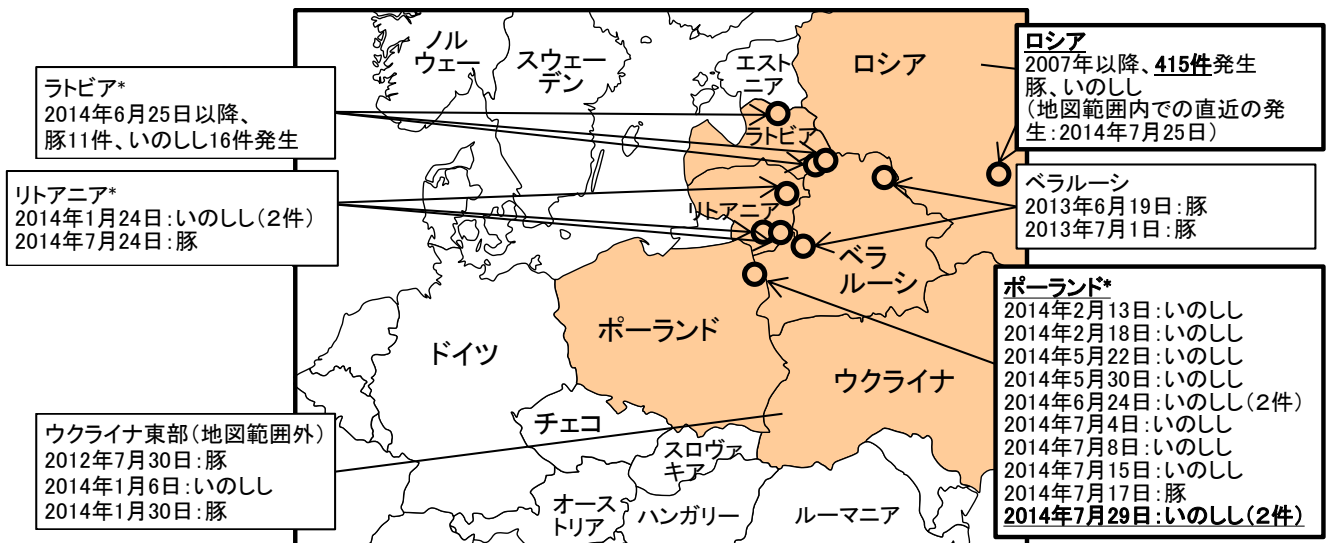 ラトビア*
2014年6月25日以降、
豚11件、いのしし16件発生
リトアニア*
2014年1月24日：いのしし（２件）
2014年7月24日：豚
ウクライナ東部（地図範囲外）
2012年7月30日：豚
2014年1月6日：いのしし
2014年1月30日：豚
ノル
ウェー
スウェー
デン
エスト
ニア
ロシア
ラトビア
リトアニア
ベラ
ルーシ
ポーランド
ドイツ
ウクライナ
チェコ
スロヴァ
キア
オース
トリア
ハンガリー
ルーマニア
ロシア
2007年以降、415件発生
豚、いのしし
（地図範囲内での直近の発
生：2014年7月25日）
ベラルーシ
2013年6月19日：豚
2013年7月1日：豚
ポーランド*
2014年2月13日：いのしし
2014年2月18日：いのしし
2014年5月22日：いのしし
2014年5月30日：いのしし
2014年6月24日：いのしし（２件）
2014年7月4日：いのしし
2014年7月8日：いのしし
2014年7月15日：いのしし
2014年7月17日：豚
2014年7月29日：いのしし（２件）